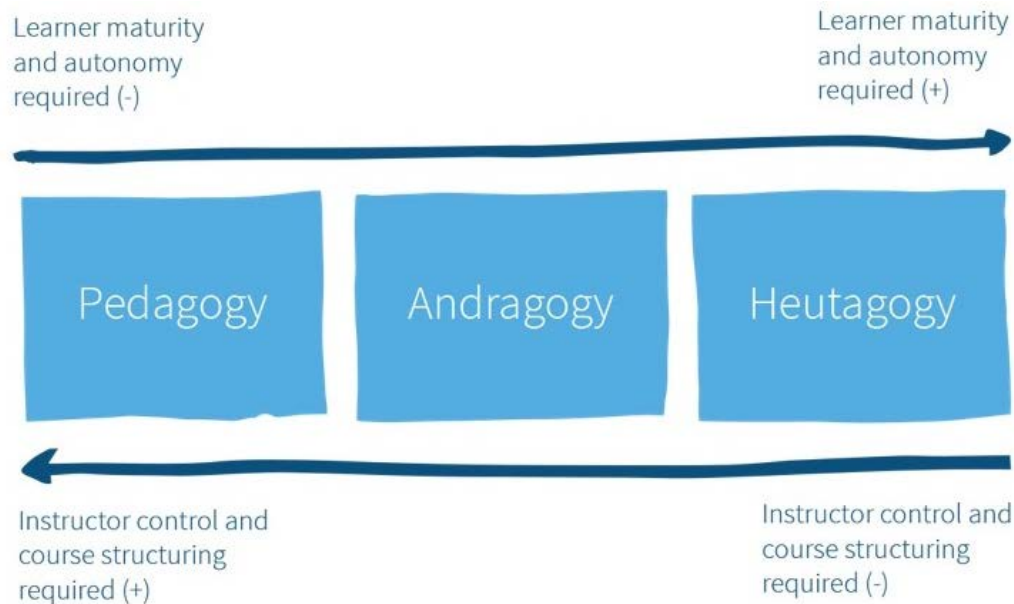 Learner maturity
and autonomy
required (-)
Learner maturity
and autonomy
required (+)
Pedagogy
Andragogy
Heutagogy
Instructor control and
course structuring
required (+)
Instructor control and
course structuring
required (-)